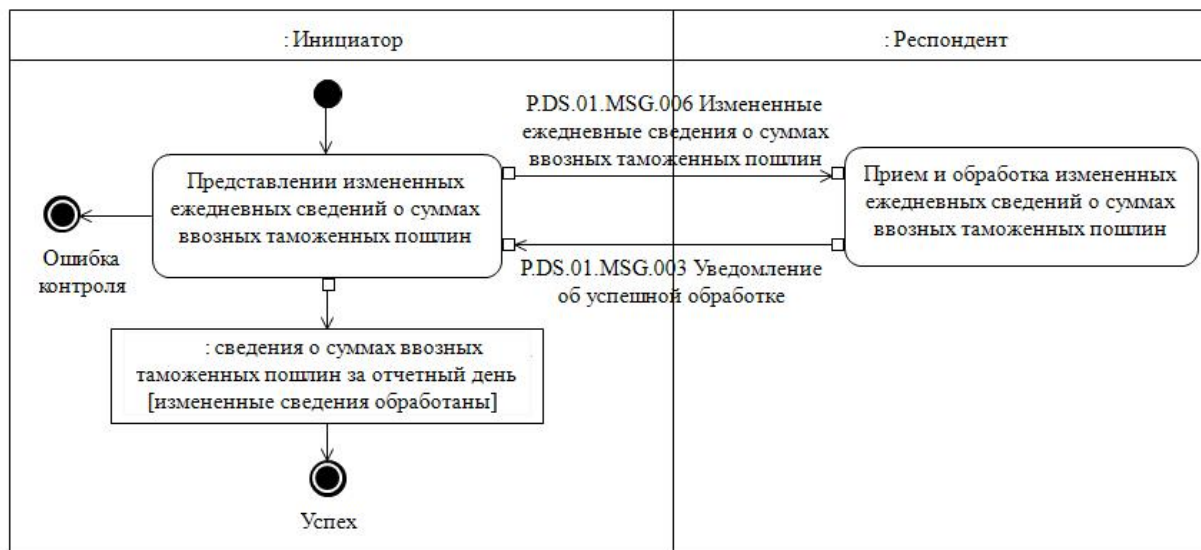 : Инициатор
: Респондент
P.DS.01.MSG.006 Измененные
ежедневные сведения о суммах
ввозных таможенных пошлин
Представлении измененных
ежедневных сведений о суммах
ввозных таможенных пошлин
Прием и обработка измененных
ежедневных сведений о суммах
ввозных таможенных пошлин
Ошибка
контроля
P.DS.01.MSG.003 Уведомление
об успешной обработке
: сведения о суммах ввозных
таможенных пошлин за отчетный день
[измененные сведения обработаны]
Успех